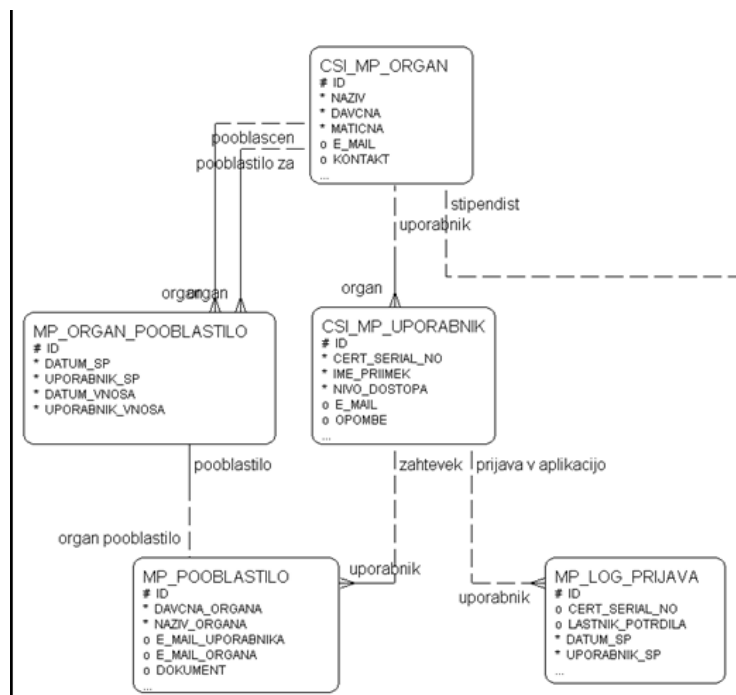 CSI_MP_ORGAN
# ID
* NAZIV
* DAVCNA
* MATICNA
o E_MAIL
o KONTAKT
...
pooblascen
pooblastilo za
stipendist
uporabnik
organ
organ
organ
MP_ORGAN_POOBLASTILO
# ID
* DATUM_SP
* UPORABNIK_SP
* DATUM_VNOSA
* UPORABNIK_VNOSA
CSI_MP_UPORABNIK
# ID
* CERT_SERIAL_NO
* IME_PRIIMEK
* NIVO_DOSTOPA
o E_MAIL
o OPOMBE
...
pooblastilo
zahtevek
prijava v aplikacijo
organ pooblastilo
uporabnik
uporabnik
MP_POOBLASTILO
# ID
* DAVCNA_ORGANA
* NAZIV_ORGANA
o E_MAIL_UPORABNIKA
o E_MAIL_ORGANA
o DOKUMENT
...
MP_LOG_PRIJAVA
# ID
o CERT_SERIAL_NO
o LASTNIK_POTRDILA
* DATUM_SP
* UPORABNIK_SP
...